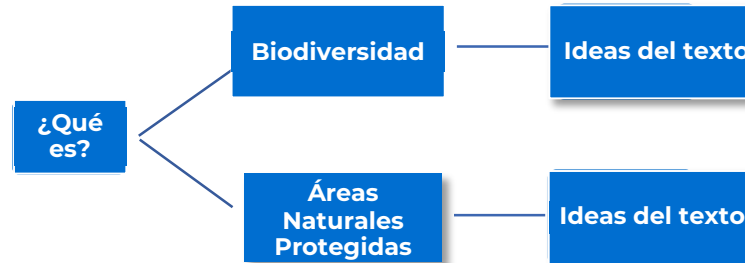 Biodiversidad
Ideas del texto
¿Qué
es?
Áreas
Naturales
Protegidas
Ideas del texto